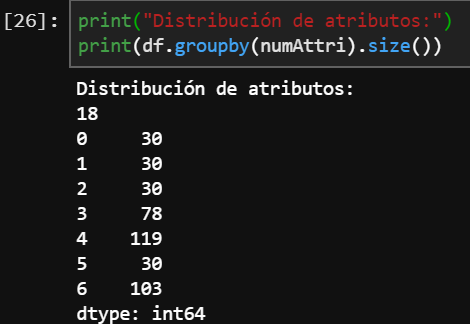 [26]: print("Distribución de atributos:")
print(df.groupby(numAttri).size())
Distribución de atributos:
18
0     30
1     30
2     30
3     78
4    119
5     30
6    103
dtype: int64